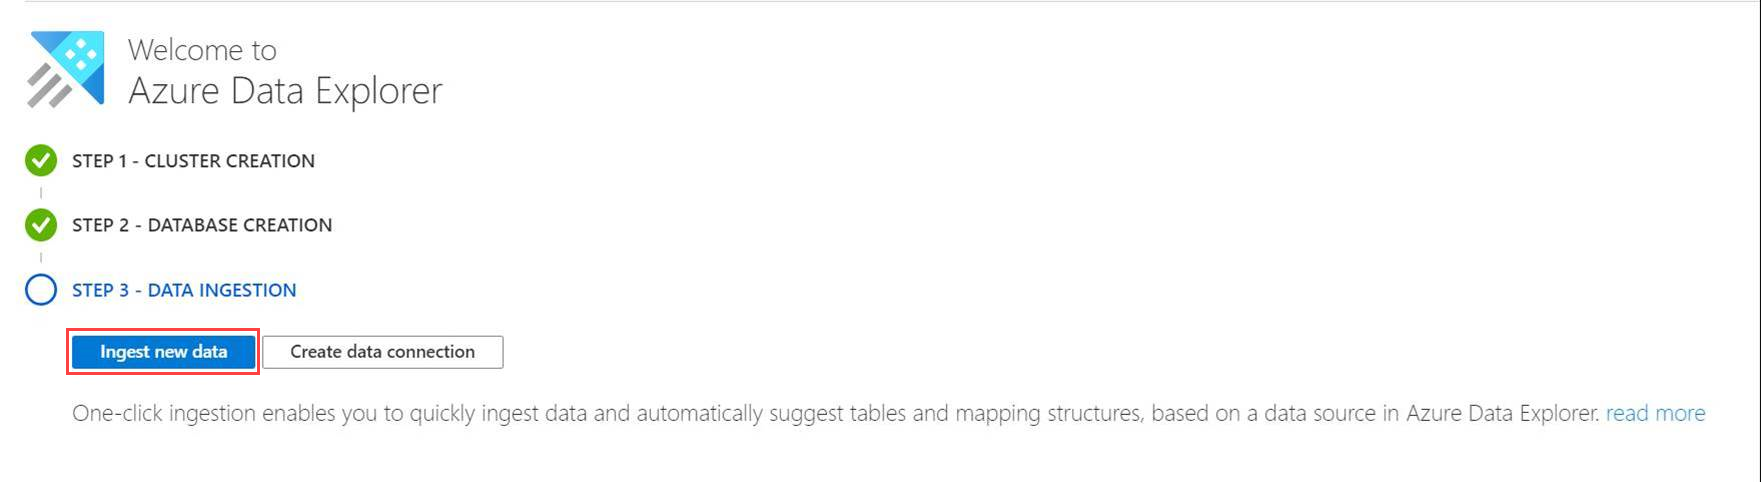 Welcome to
Azure Data Explorer
STEP 1 - CLUSTER CREATION
STEP 2 - DATABASE CREATION
STEP 3 - DATA INGESTION
Ingest new data
Create data connection
One-click ingestion enables you to quickly ingest data and automatically suggest tables and mapping structures, based on a data source in Azure Data Explorer. read more